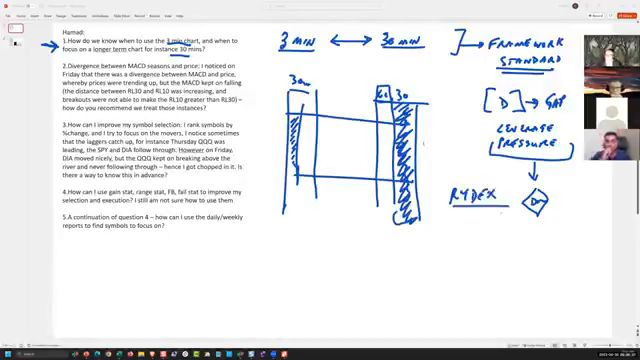 Hamad:
1.How do we know when to use the 3 min chart, and when to
focus on a longer term chart for instance 30 mins?
2.Divergence between MACD seasons and price: I noticed on
Friday that there was a divergence between MACD and price,
whereby prices were trending up, but the MACD kept on falling
(the distance between RL30 and RL10 was increasing, and
breakouts were not able to make the RL10 greater than RL30) –
how do you recommend to trade those instances?
3.How can I improve my symbol selection: I rank symbols by
%change, and I try to focus on the movers. I notice sometimes
that the laggers catch up, for instance Thursday QQQ was
leading, the SPY and DIA follow through. However on Friday,
DIA moved nicely, but the QQQ kept on breaking above the
river and never following through – hence I got chopped in it. Is
there a way to know this in advance?
4.How can I use gain stat, range stat, FB, fail stat to improve my
selection and execution? I still am not sure how to use them
5.A continuation of question 4 – how can I use the daily/weekly
reports to find symbols to focus on?
3 MIN
30 MIN
FRAMEWORK
STANDARD
30
[D] → GAP
LEVERAGE
PRESSURE
RYDEX